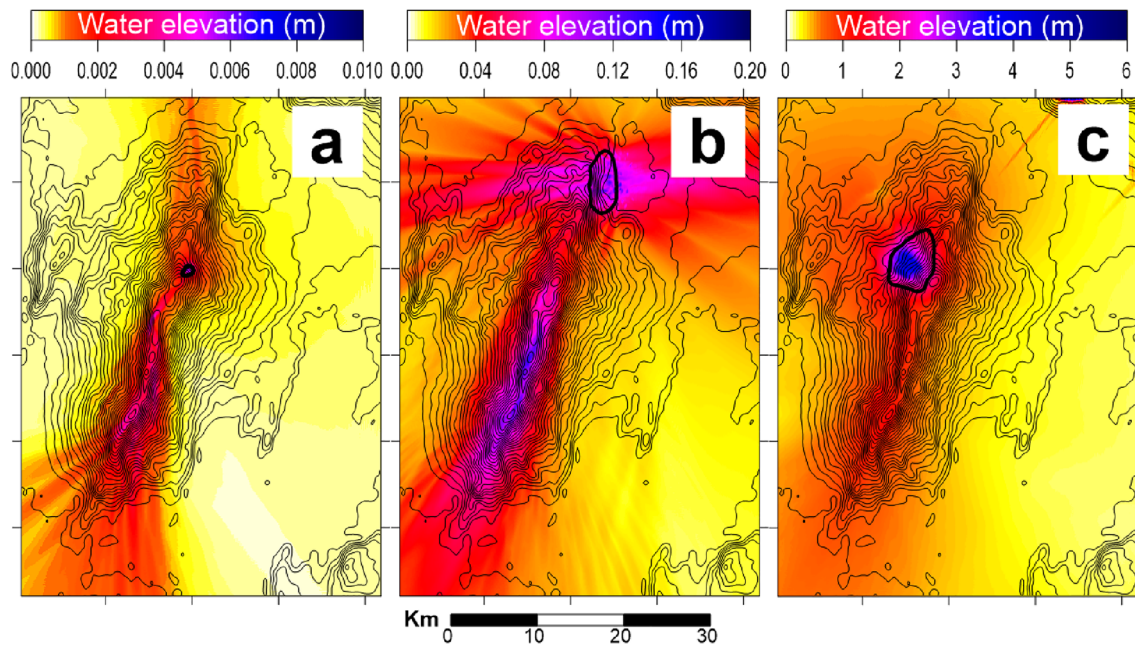 Water elevation (m) Water elevation (m) Water elevation (m)
0.000 0.002 0.004 0.006 0.008 0.010 0.00 0.04 0.08 0.12 0.16 0.20 0 1 2 3 4 5 6
a b c
Km
0 10 20 30